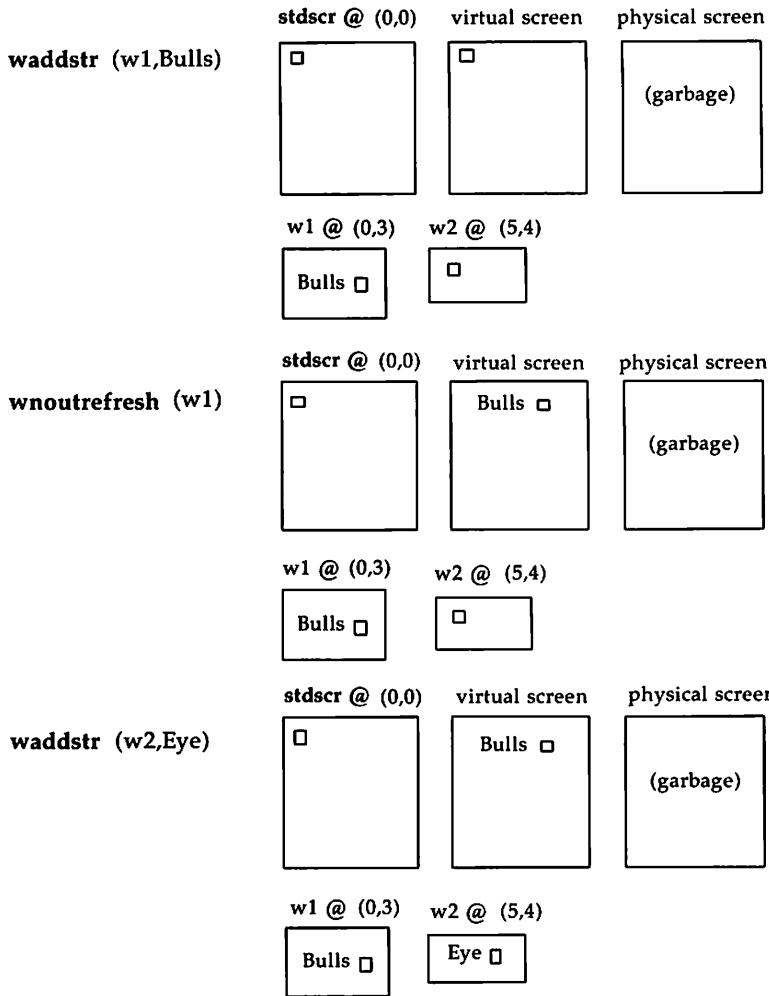 stdscr @ (0,0) virtual screen physical screen
waddstr (w1,Bulls)
(garbage)
w1 @ (0,3) w2 @ (5,4)
Bulls
stdscr @ (0,0) virtual screen physical screen
wnoutrefresh (w1)
Bulls
(garbage)
w1 @ (0,3) w2 @ (5,4)
Bulls
stdscr @ (0,0) virtual screen physical screen
waddstr (w2,Eye)
Bulls
(garbage)
w1 @ (0,3) w2 @ (5,4)
Bulls Eye